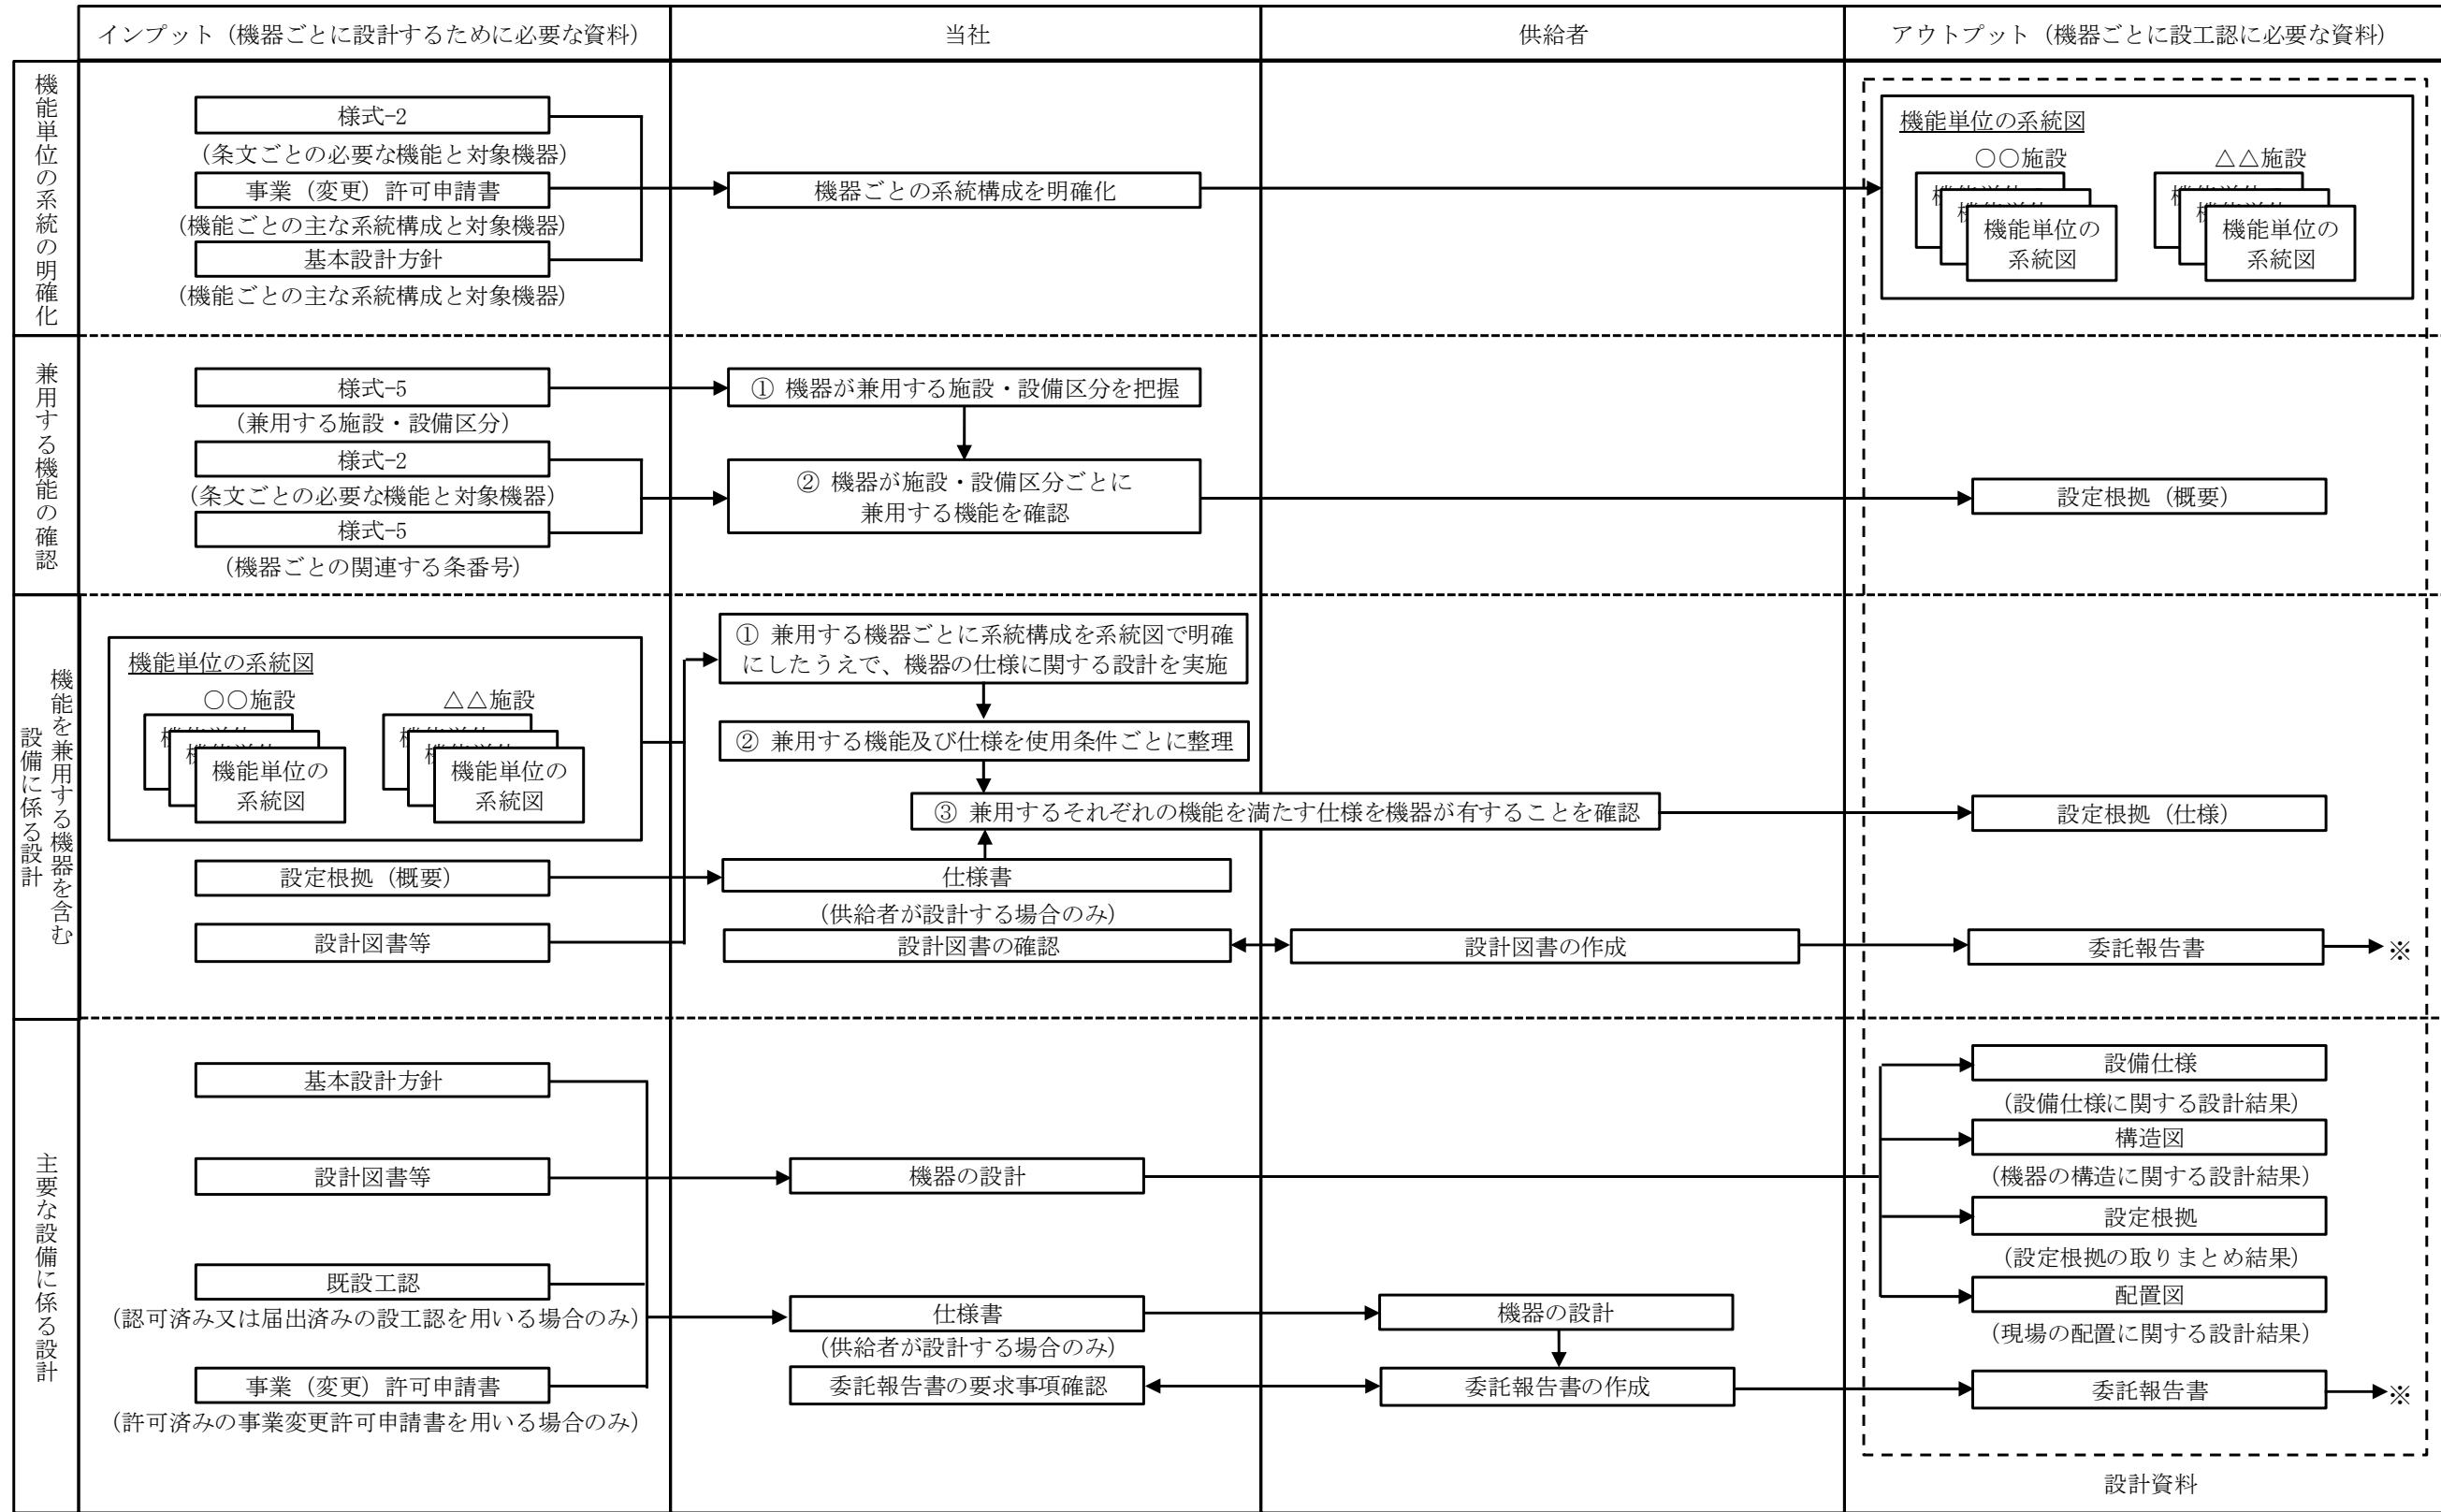 インプット（機器ごとに設計するために必要な資料）
当社
供給者
アウトプット（機器ごとに設工認に必要な資料）
機能単位の系統の明確化
様式-2
（条文ごとの必要な機能と対象機器）
事業（変更）許可申請書
（機能ごとの主な系統構成と対象機器）
基本設計方針
（機能ごとの主な系統構成と対象機器）
機器ごとの系統構成を明確化
機能単位の系統図
○○施設
△△施設
機能単位の
系統図
機能単位の
系統図
兼用する機能の確認
様式-5
（兼用する施設・設備区分）
様式-2
（条文ごとの必要な機能と対象機器）
様式-5
（機器ごとの関連する条番号）
① 機器が兼用する施設・設備区分を把握
② 機器が施設・設備区分ごとに
兼用する機能を確認
設定根拠（概要）
機能を兼用する機器を含む
設備に係る設計
機能単位の系統図
○○施設
△△施設
機能単位の
系統図
機能単位の
系統図
設定根拠（概要）
設計図書等
① 兼用する機器ごとに系統構成を系統図で明確
にしたうえで、機器の仕様に関する設計を実施
② 兼用する機能及び仕様を使用条件ごとに整理
③ 兼用するそれぞれの機能を満たす仕様を機器が有することを確認
仕様書
（供給者が設計する場合のみ）
設計図書の確認
設計図書の作成
設定根拠（仕様）
委託報告書
※
主要な設備に係る設計
基本設計方針
設計図書等
既設工認
（認可済み又は届出済みの設工認を用いる場合のみ）
事業（変更）許可申請書
（許可済みの事業変更許可申請書を用いる場合のみ）
機器の設計
仕様書
（供給者が設計する場合のみ）
委託報告書の要求事項確認
機器の設計
委託報告書の作成
設備仕様
（設備仕様に関する設計結果）
構造図
（機器の構造に関する設計結果）
設定根拠
（設定根拠の取りまとめ結果）
配置図
（現場の配置に関する設計結果）
委託報告書
※
設計資料